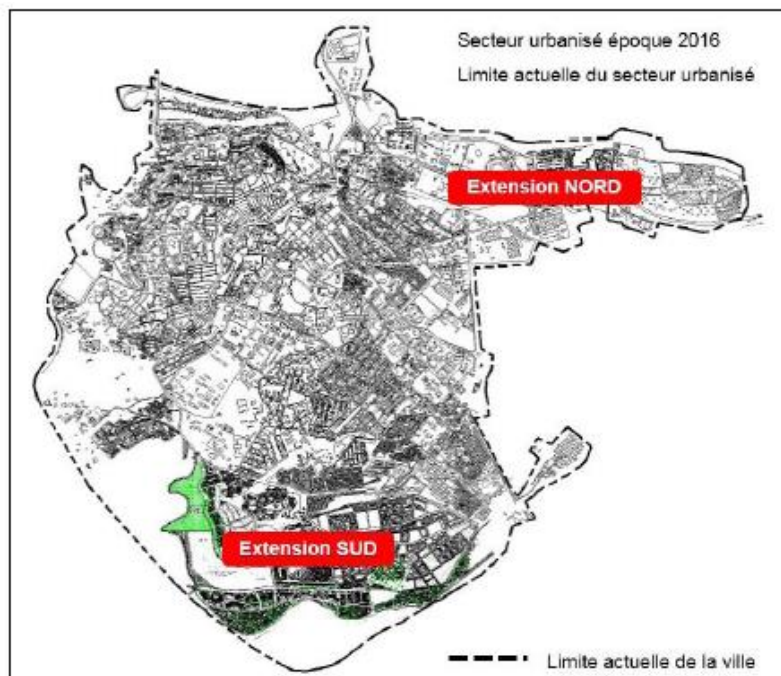 Secteur urbanisé époque 2016
Limite actuelle du secteur urbanisé
Extension NORD
Extension SUD
Limite actuelle de la ville